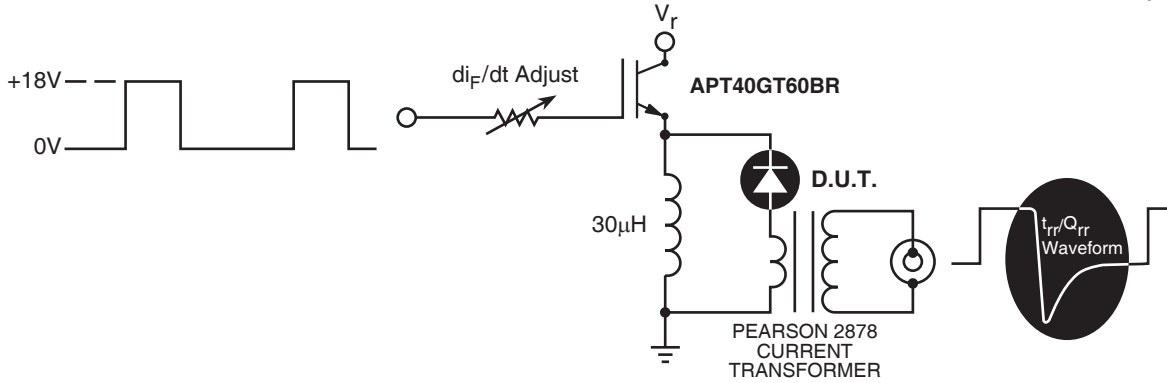 V_r
+18V
0V
di_F/dt Adjust
APT40GT60BR
D.U.T.
30μH
t_rr/Q_rr
Waveform
PEARSON 2878
CURRENT
TRANSFORMER